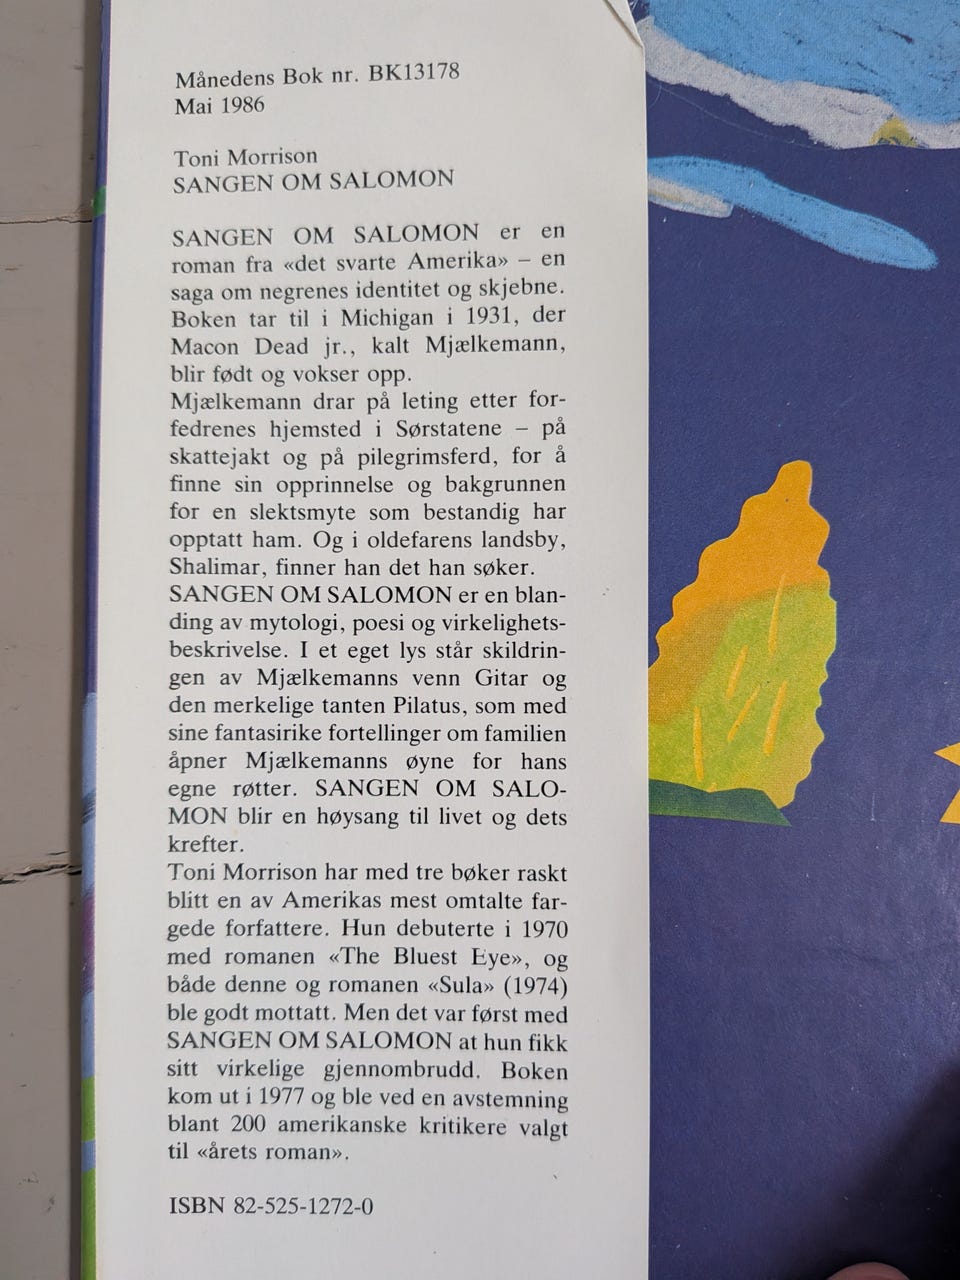 Månedens Bok nr. BK13178
Mai 1986
Toni Morrison
SANGEN OM SALOMON
SANGEN OM SALOMON er en
roman fra «det svarte Amerika» – en
saga om negrenes identitet og skjebne.
Boken tar til i Michigan i 1931, der
Macon Dead jr., kalt Mjælkemann,
blir født og vokser opp.
Mjælkemann drar på leting etter for-
fedrenes hjemsted i Sørstatene – på
skattejakt og på pilegrimsferd, for å
finne sin opprinnelse og bakgrunnen
for en slektsmyte som bestandig har
opptatt ham. Og i oldefarens landsby,
Shalimar, finner han det han søker.
SANGEN OM SALOMON er en blan-
ding av mytologi, poesi og virkelighets-
beskrivelse. I et eget lys står skildrin-
gen av Mjælkemanns venn Gitar og
den merkelige tanten Pilatus, som med
sine fantasirike fortellinger om familien
åpner Mjælkemanns øyne for hans
egne røtter. SANGEN OM SALO-
MON blir en høysang til livet og dets
krefter.
Toni Morrison har med tre bøker raskt
blitt en av Amerikas mest omtalte far-
gede forfattere. Hun debuterte i 1970
med romanen «The Bluest Eye», og
både denne og romanen «Sula» (1974)
ble godt mottatt. Men det var først med
SANGEN OM SALOMON at hun fikk
sitt virkelige gjennombrudd. Boken
kom ut i 1977 og ble ved en avstemning
blant 200 amerikanske kritikere valgt
til «årets roman».
ISBN 82-525-1272-0